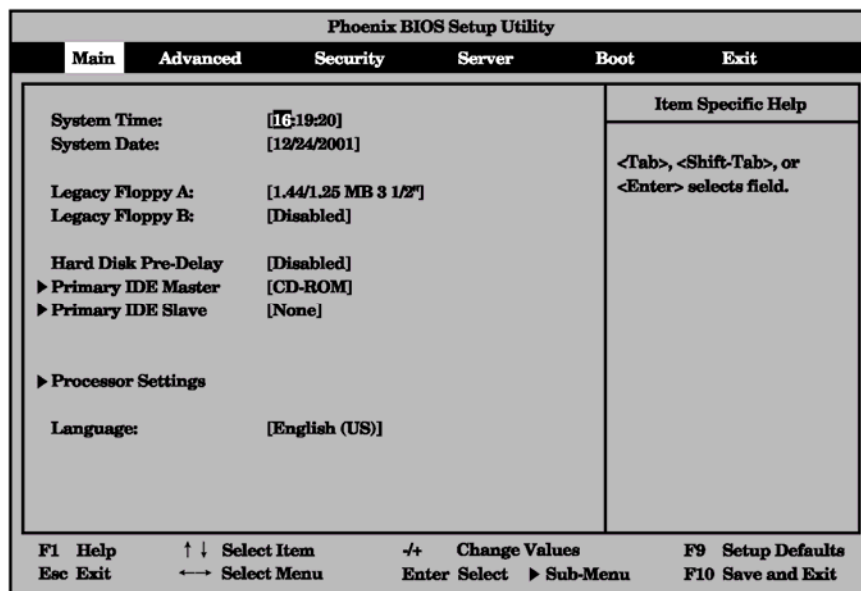 Phoenix BIOS Setup Utility
Main Advanced Security Server Boot Exit
System Time: [16:19:20]
System Date: [12/24/2001]
Legacy Floppy A: [1.44/1.25 MB 3 1/2"]
Legacy Floppy B: [Disabled]
Hard Disk Pre-Delay [Disabled]
▶ Primary IDE Master [CD-ROM]
▶ Primary IDE Slave [None]
▶ Processor Settings
Language: [English (US)]
Item Specific Help
<Tab>, <Shift-Tab>, or
<Enter> selects field.
F1 Help ↑ ↓ Select Item -/+ Change Values F9 Setup Defaults
Esc Exit ←→ Select Menu Enter Select ▶ Sub-Menu F10 Save and Exit